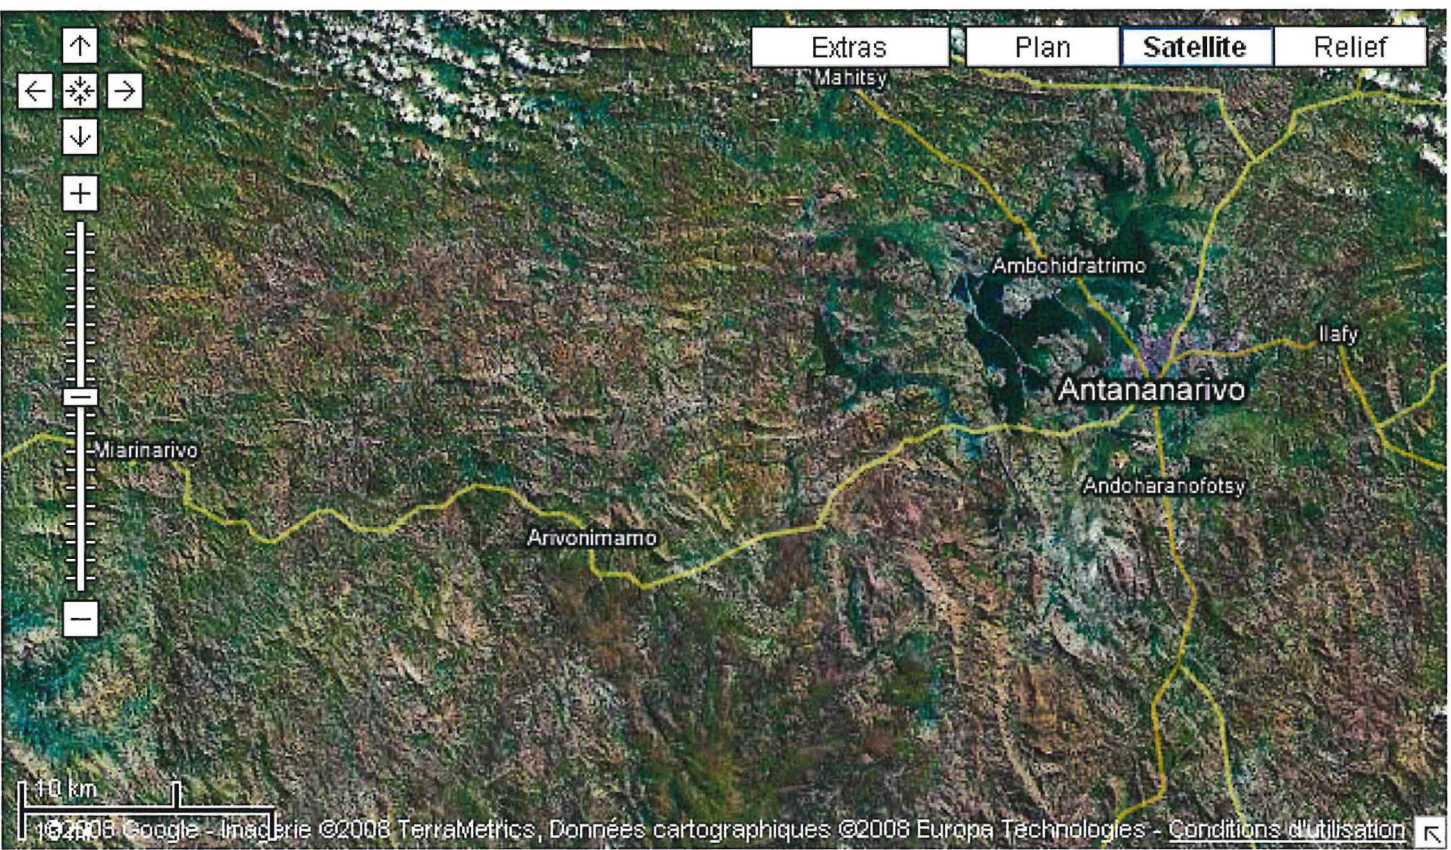 Extras Plan Satellite Relief
Mahitsy
Ambohidratrimo
Ilafy
Antananarivo
Miarinarivo
Andoharanofotsy
Arivonimamo
10 km
©2008 Google - Imagerie ©2008 TerraMetrics, Données cartographiques ©2008 Europa Technologies - Conditions d'utilisation